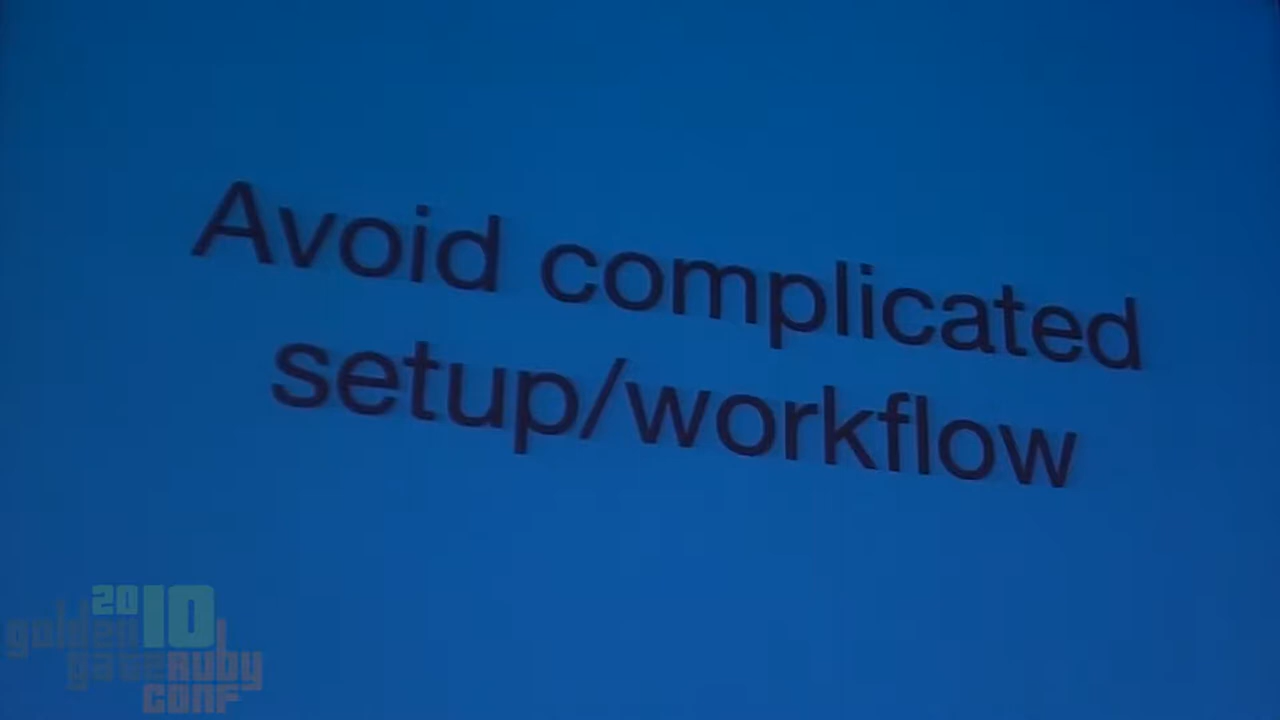 Avoid complicated
setup/workflow
2010
golden
gate ruby
conf